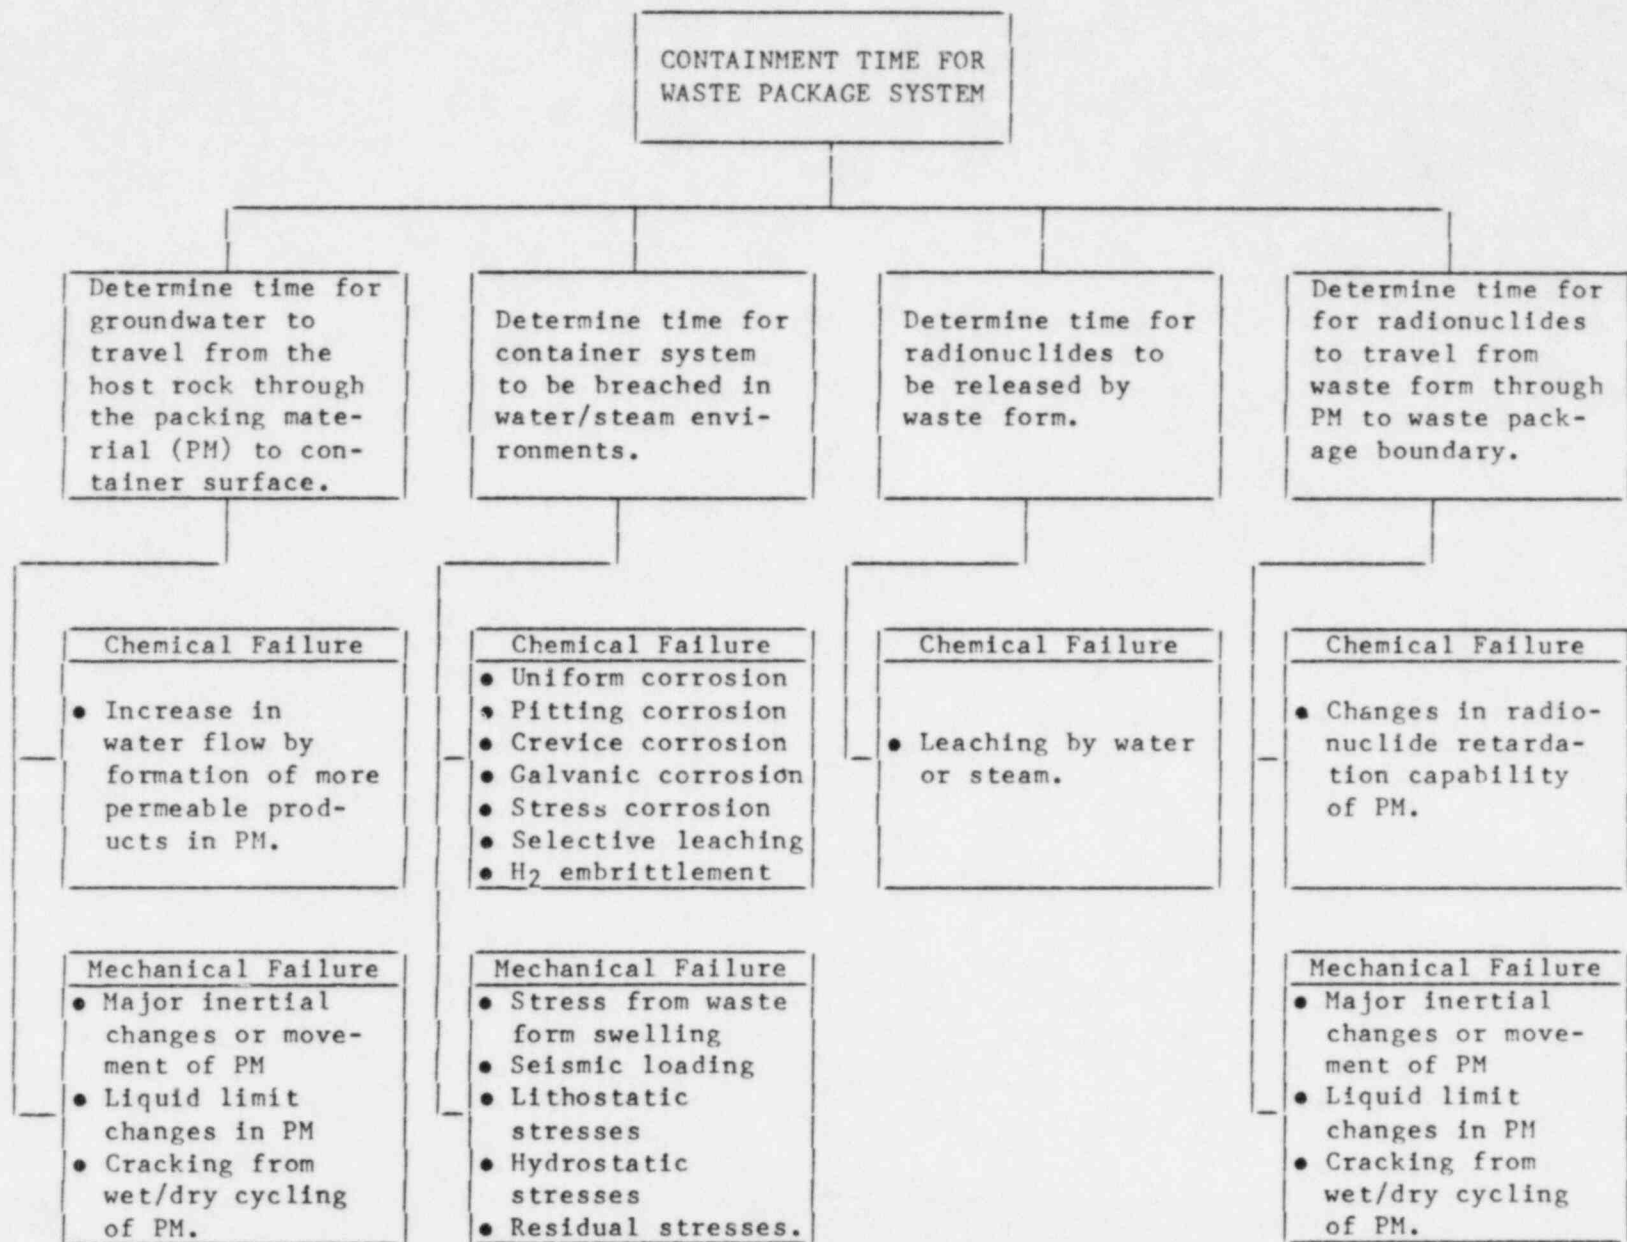 CONTAINMENT TIME FOR
WASTE PACKAGE SYSTEM
Determine time for
groundwater to
travel from the
host rock through
the packing mate-
rial (PM) to con-
tainer surface.
Determine time for
container system
to be breached in
water/steam envi-
ronments.
Determine time for
radionuclides to
be released by
waste form.
Determine time for
for radionuclides
to travel from
waste form through
PM to waste pack-
age boundary.
Chemical Failure
• Increase in
water flow by
formation of more
permeable prod-
ucts in PM.
Chemical Failure
• Uniform corrosion
• Pitting corrosion
• Crevice corrosion
• Galvanic corrosion
• Stress corrosion
• Selective leaching
• H2 embrittlement
Chemical Failure
• Leaching by water
or steam.
Chemical Failure
• Changes in radio-
nuclide retarda-
tion capability
of PM.
Mechanical Failure
• Major inertial
changes or move-
ment of PM
• Liquid limit
changes in PM
• Cracking from
wet/dry cycling
of PM.
Mechanical Failure
• Stress from waste
form swelling
• Seismic loading
• Lithostatic
stresses
• Hydrostatic
stresses
• Residual stresses.
Mechanical Failure
• Major inertial
changes or move-
ment of PM
• Liquid limit
changes in PM
• Cracking from
wet/dry cycling
of PM.